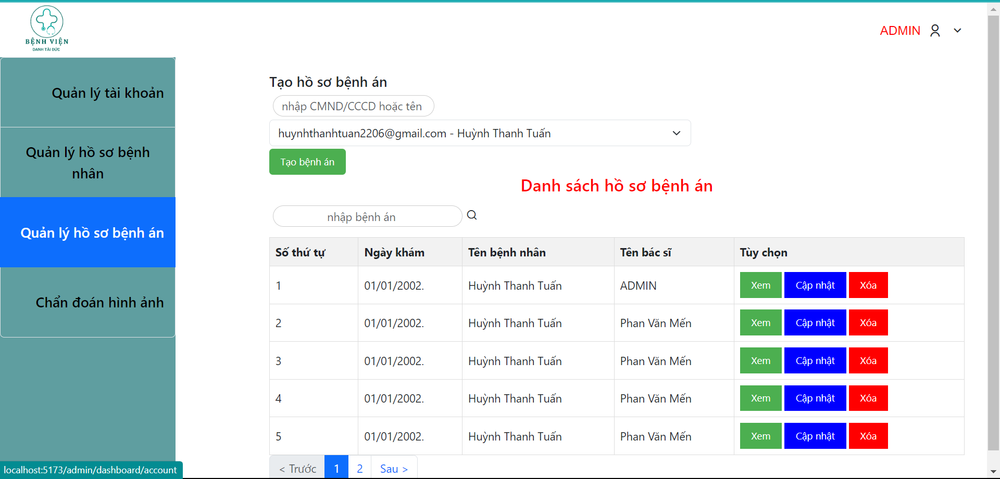 BỆNH VIỆN
DANH TÀI ĐỨC
ADMIN
Quản lý tài khoản
Quản lý hồ sơ bệnh
nhân
Quản lý hồ sơ bệnh án
Chẩn đoán hình ảnh
Tạo hồ sơ bệnh án
nhập CMND/CCCD hoặc tên
huynhthanhtuan2206@gmail.com - Huỳnh Thanh Tuấn
Tạo bệnh án
Danh sách hồ sơ bệnh án
nhập bệnh án
Số thứ tự Ngày khám Tên bệnh nhân Tên bác sĩ Tùy chọn
1 01/01/2002. Huỳnh Thanh Tuấn ADMIN Xem Cập nhật Xóa
2 01/01/2002. Huỳnh Thanh Tuấn Phan Văn Mến Xem Cập nhật Xóa
3 01/01/2002. Huỳnh Thanh Tuấn Phan Văn Mến Xem Cập nhật Xóa
4 01/01/2002. Huỳnh Thanh Tuấn Phan Văn Mến Xem Cập nhật Xóa
5 01/01/2002. Huỳnh Thanh Tuấn Phan Văn Mến Xem Cập nhật Xóa
< Trước 1 2 Sau >
localhost:5173/admin/dashboard/account